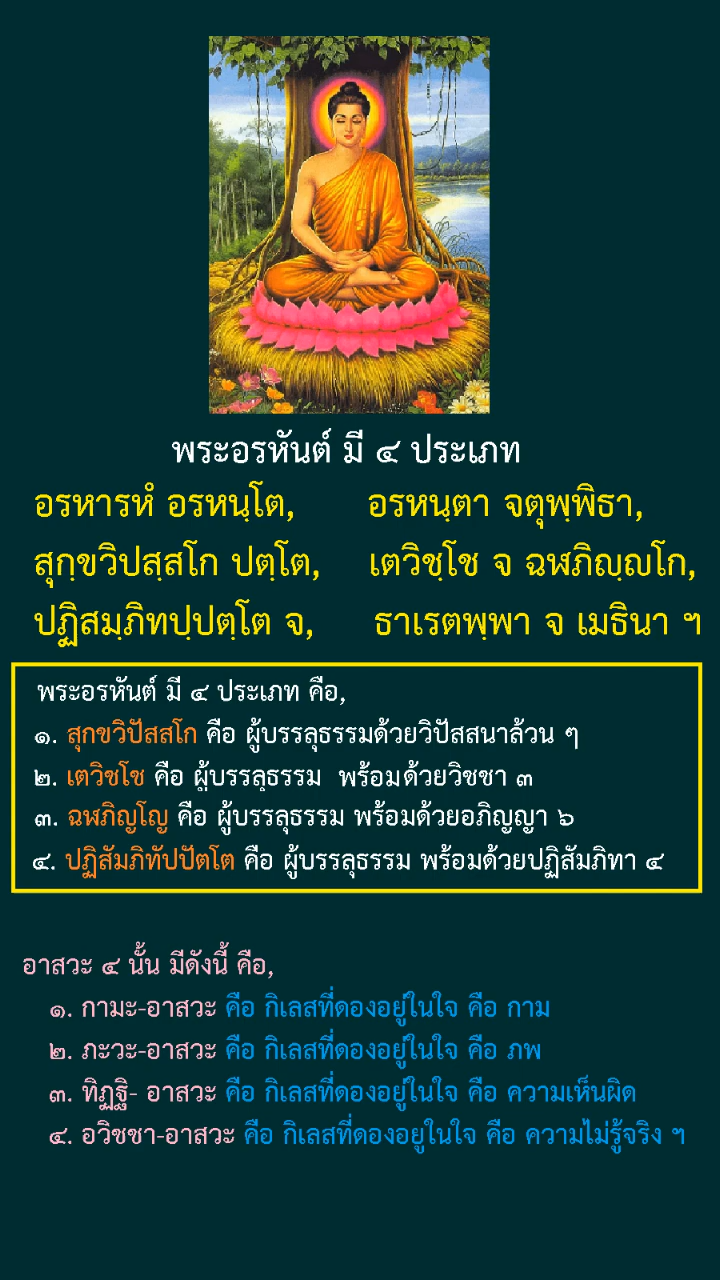 พระอรหันต์ มี ๔ ประเภท
อรหารหํ อรหนฺโต, อรหนฺตา จตุพฺพิธา,
สุกฺขวิปสฺสโก ปตฺโต, เตวิชฺโช จ ฉฬภิญฺญโก,
ปฏิสมฺภิทปฺปตฺโต จ, ธาเรตพฺพา จ เมธินา ฯ
พระอรหันต์ มี ๔ ประเภท คือ,
๑. สุกขวิปัสสโก คือ ผู้บรรลุธรรมด้วยวิปัสสนาล้วน ๆ
๒. เตวิชโช คือ ผู้บรรลุธรรม พร้อมด้วยวิชชา ๓
๓. ฉฬภิญโญ คือ ผู้บรรลุธรรม พร้อมด้วยอภิญญา ๖
๔. ปฏิสัมภิทัปปัตโต คือ ผู้บรรลุธรรม พร้อมด้วยปฏิสัมภิทา ๔
อาสวะ ๔ นั้น มีดังนี้ คือ,
๑. กามะ-อาสวะ คือ กิเลสที่ดองอยู่ในใจ คือ กาม
๒. ภะวะ-อาสวะ คือ กิเลสที่ดองอยู่ในใจ คือ ภพ
๓. ทิฏฐิ- อาสวะ คือ กิเลสที่ดองอยู่ในใจ คือ ความเห็นผิด
๔. อวิชชา-อาสวะ คือ กิเลสที่ดองอยูในใจ คือ ความไม่รู้จริง ฯ